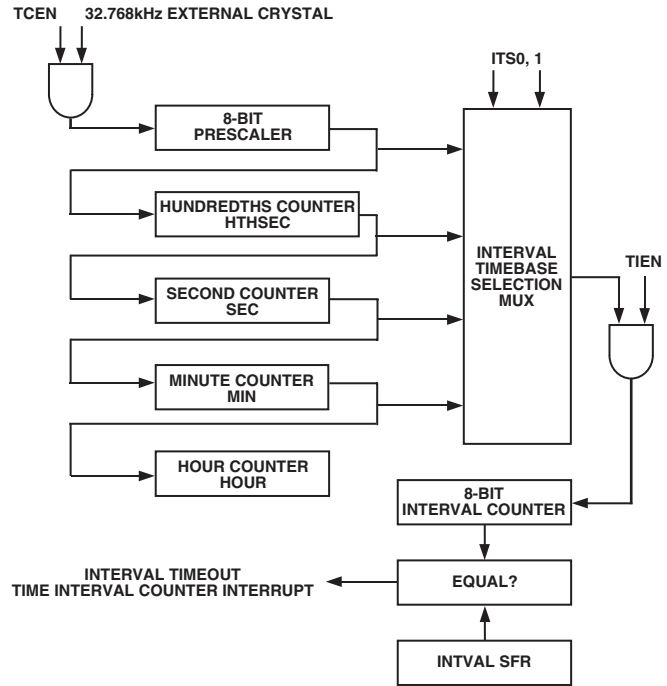 TCEN 32.768kHz EXTERNAL CRYSTAL
ITS0, 1
8-BIT
PRESCALER
HUNDREDTHS COUNTER
HTHSEC
INTERVAL
TIMEBASE
SELECTION
MUX
TIEN
SECOND COUNTER
SEC
MINUTE COUNTER
MIN
HOUR COUNTER
HOUR
8-BIT
INTERVAL COUNTER
INTERVAL TIMEOUT
TIME INTERVAL COUNTER INTERRUPT
EQUAL?
INTVAL SFR